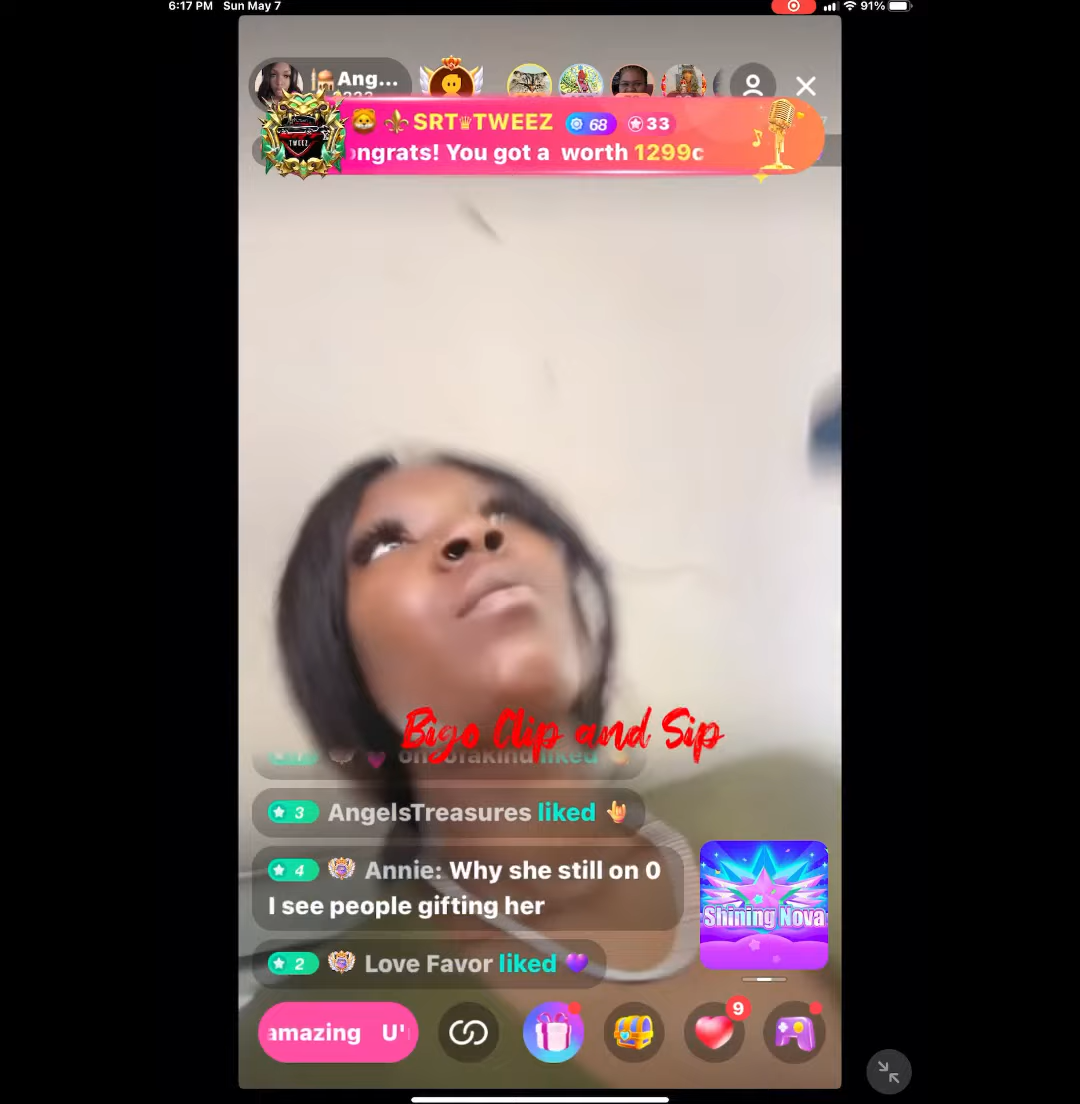 6:17 PM Sun May 7
91%
Ang...
TWEEZ
SRT♛TWEEZ 68 33
ongrats! You got a worth 1299c
Bigo Clip and Sip
liked
3 AngelsTreasures liked
4 Annie: Why she still on 0
I see people gifting her
Shining Nova
2 Love Favor liked
amazing U'
9